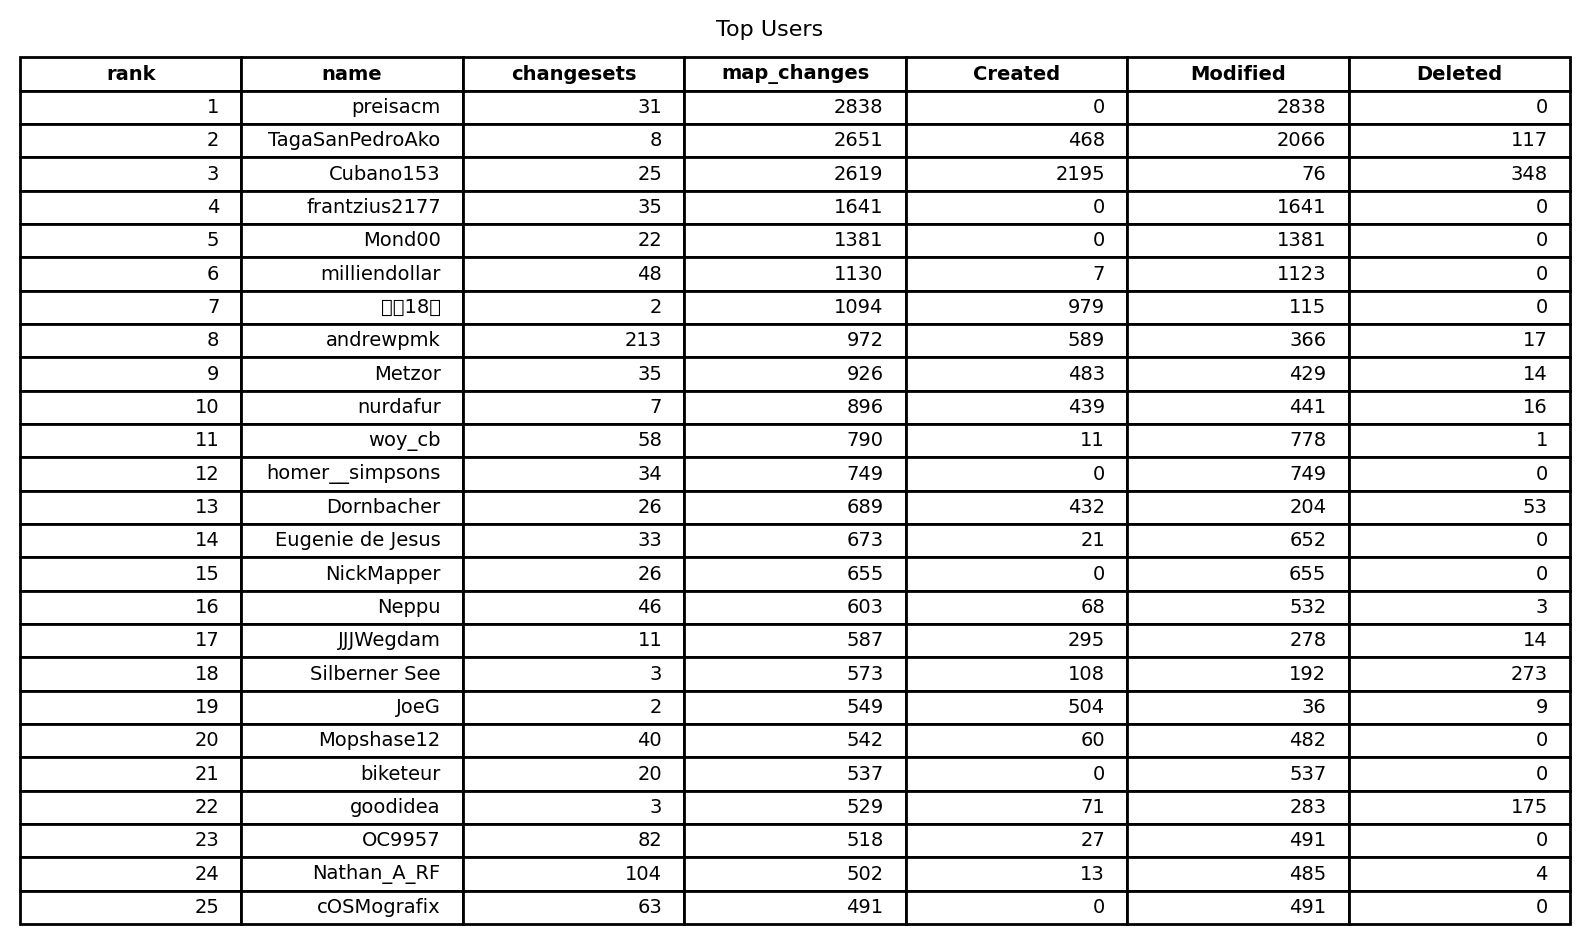 Top Users
rank name changesets map_changes Created Modified Deleted
1 preisacm 31 2838 0 2838 0
2 TagaSanPedroAko 8 2651 468 2066 117
3 Cubano153 25 2619 2195 76 348
4 frantzius2177 35 1641 0 1641 0
5 Mond00 22 1381 0 1381 0
6 milliendollar 48 1130 7 1123 0
7 18 2 1094 979 115 0
8 andrewpmk 213 972 589 366 17
9 Metzor 35 926 483 429 14
10 nurdafur 7 896 439 441 16
11 woy_cb 58 790 11 778 1
12 homer__simpsons 34 749 0 749 0
13 Dornbacher 26 689 432 204 53
14 Eugenie de Jesus 33 673 21 652 0
15 NickMapper 26 655 0 655 0
16 Neppu 46 603 68 532 3
17 JJJWegdam 11 587 295 278 14
18 Silberner See 3 573 108 192 273
19 JoeG 2 549 504 36 9
20 Mopshase12 40 542 60 482 0
21 biketeur 20 537 0 537 0
22 goodidea 3 529 71 283 175
23 OC9957 82 518 27 491 0
24 Nathan_A_RF 104 502 13 485 4
25 cOSMografix 63 491 0 491 0